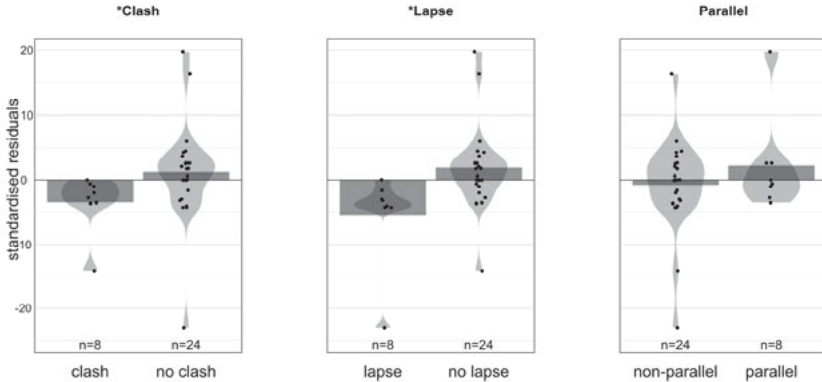 *Clash
*Lapse
Parallel
standardised residuals
20
10
0
-10
-20
n=8
n=24
n=8
n=24
n=24
n=8
clash
no clash
lapse
no lapse
non-parallel
parallel